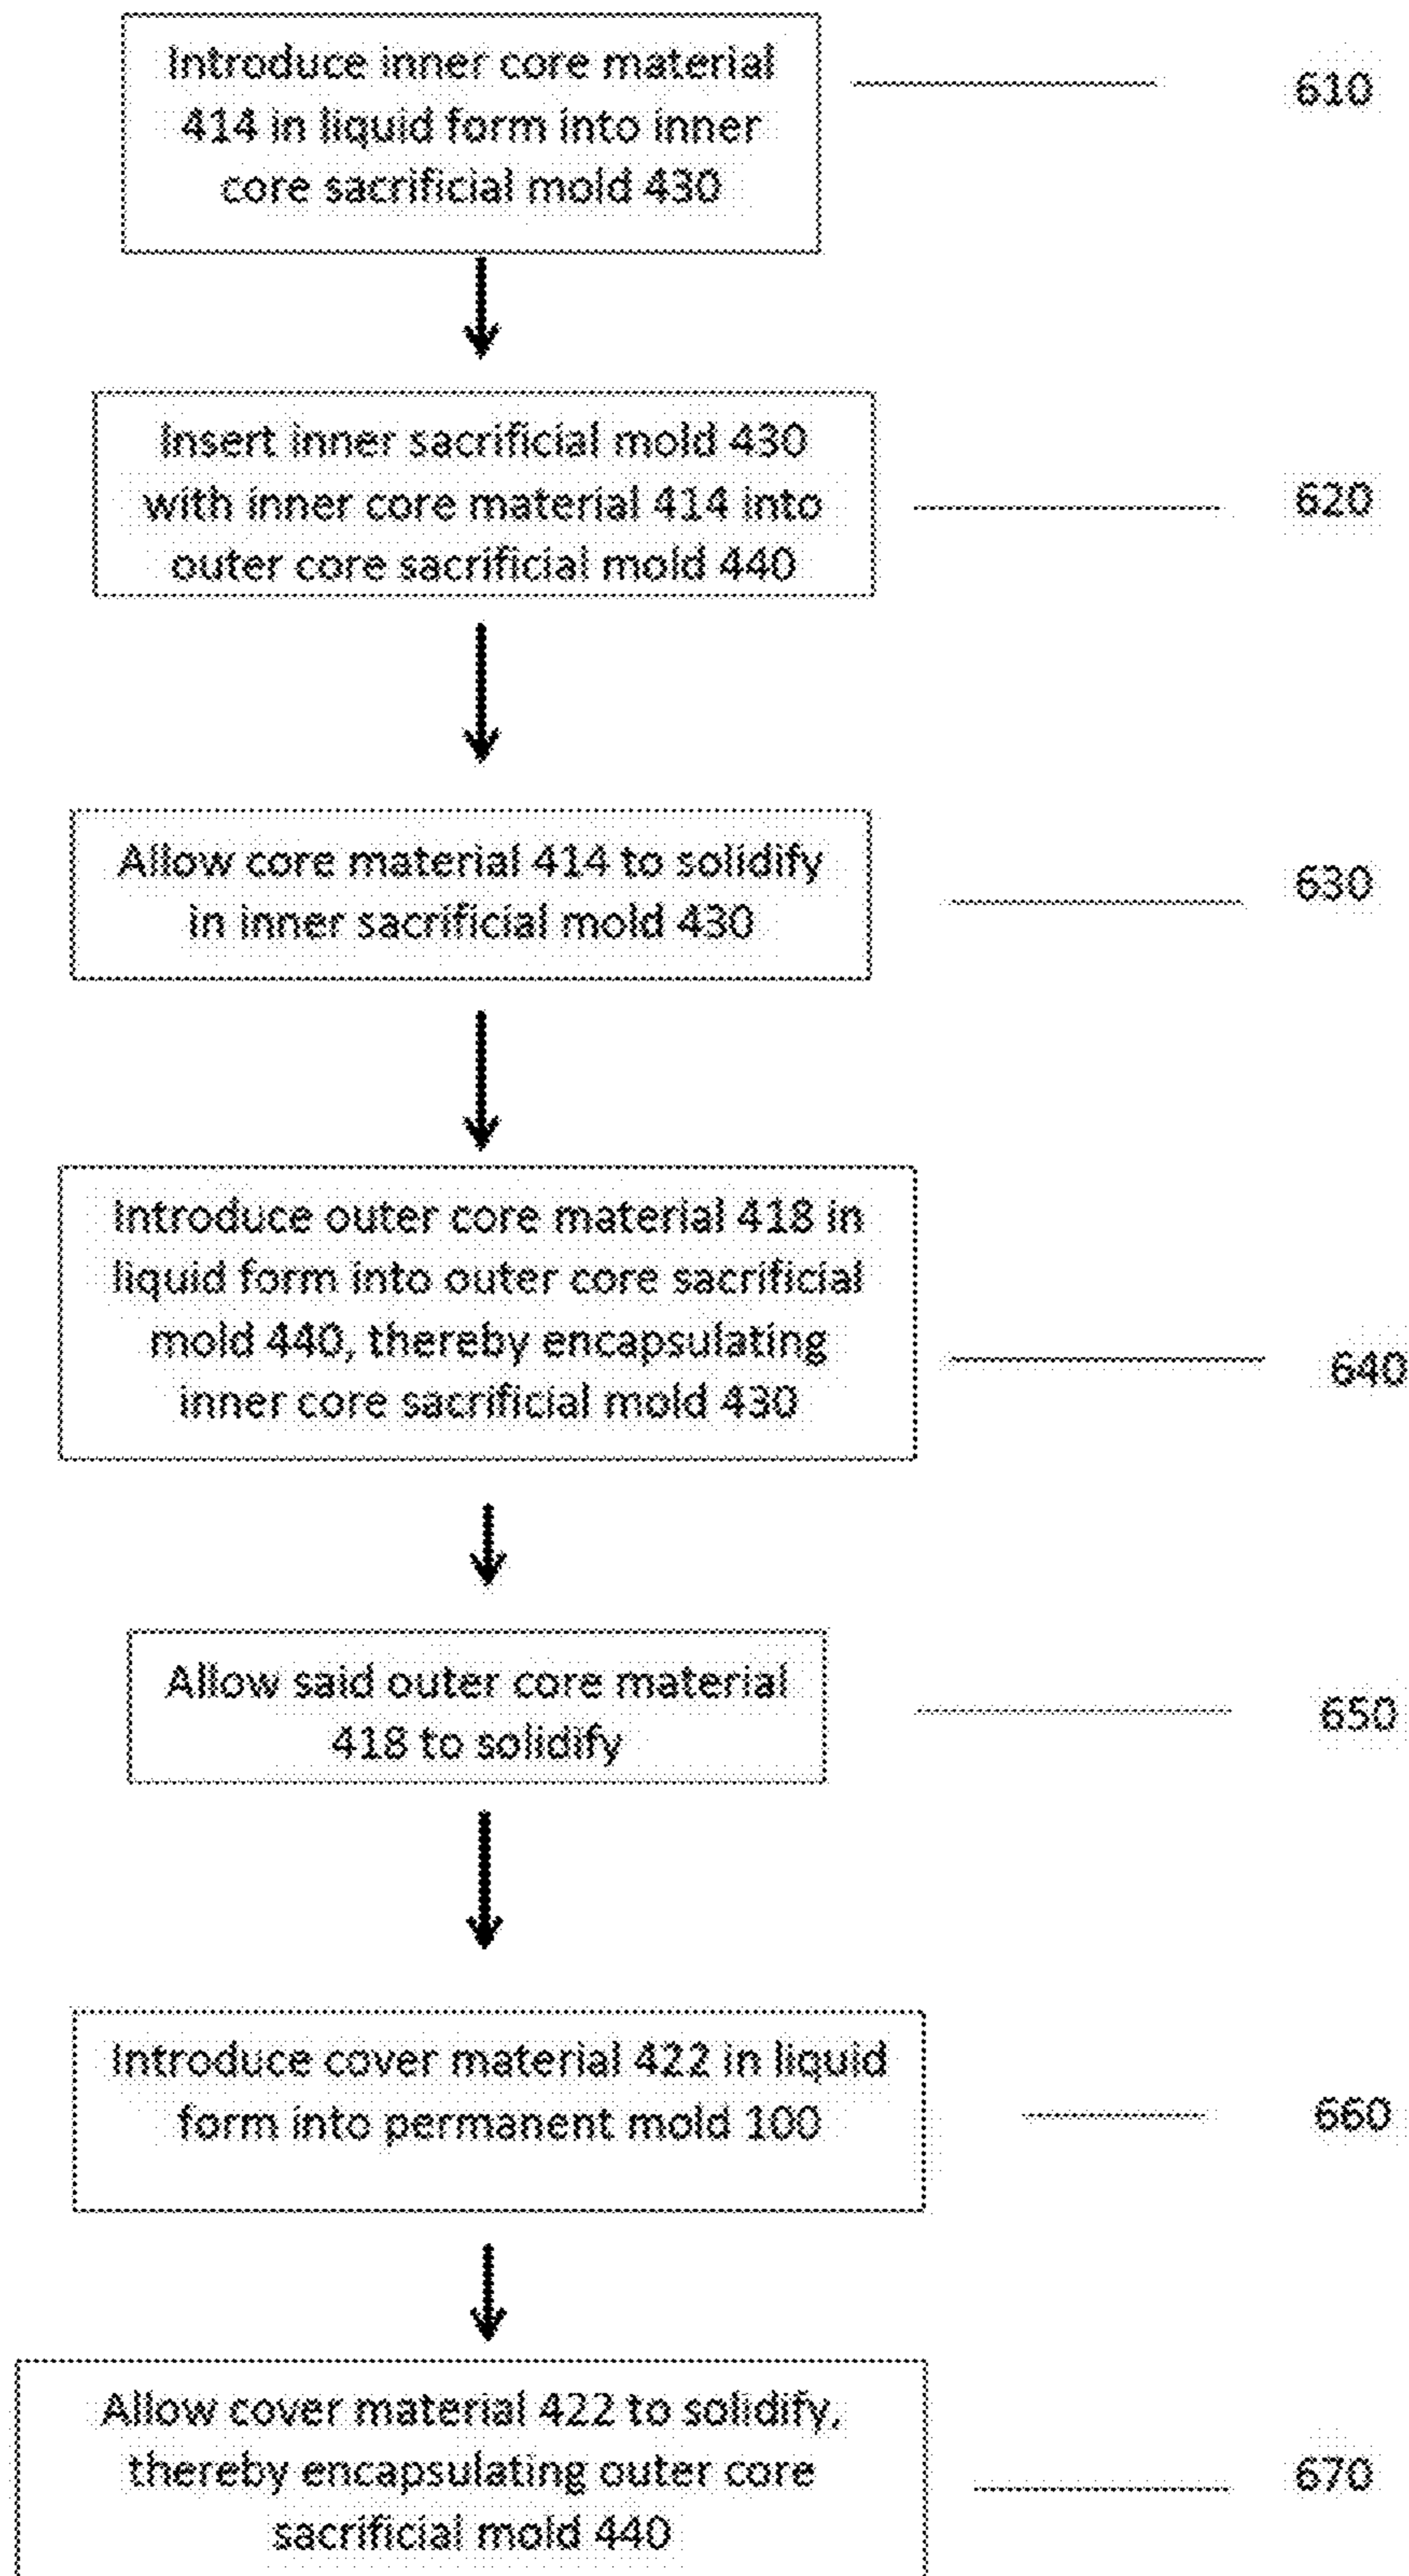 Introduce inner core material
414 in liquid form into inner
core sacrificial mold 430
610
Insert inner sacrificial mold 430
with inner core material 414 into
outer core sacrificial mold 440
620
Allow core material 414 to solidify
in inner sacrificial mold 430
630
Introduce outer core material 418 in
liquid form into outer core sacrificial
mold 440, thereby encapsulating
inner core sacrificial mold 430
640
Allow said outer core material
418 to solidify
650
Introduce cover material 422 in liquid
form into permanent mold 100
660
Allow cover material 422 to solidify,
thereby encapsulating outer core
sacrificial mold 440
670